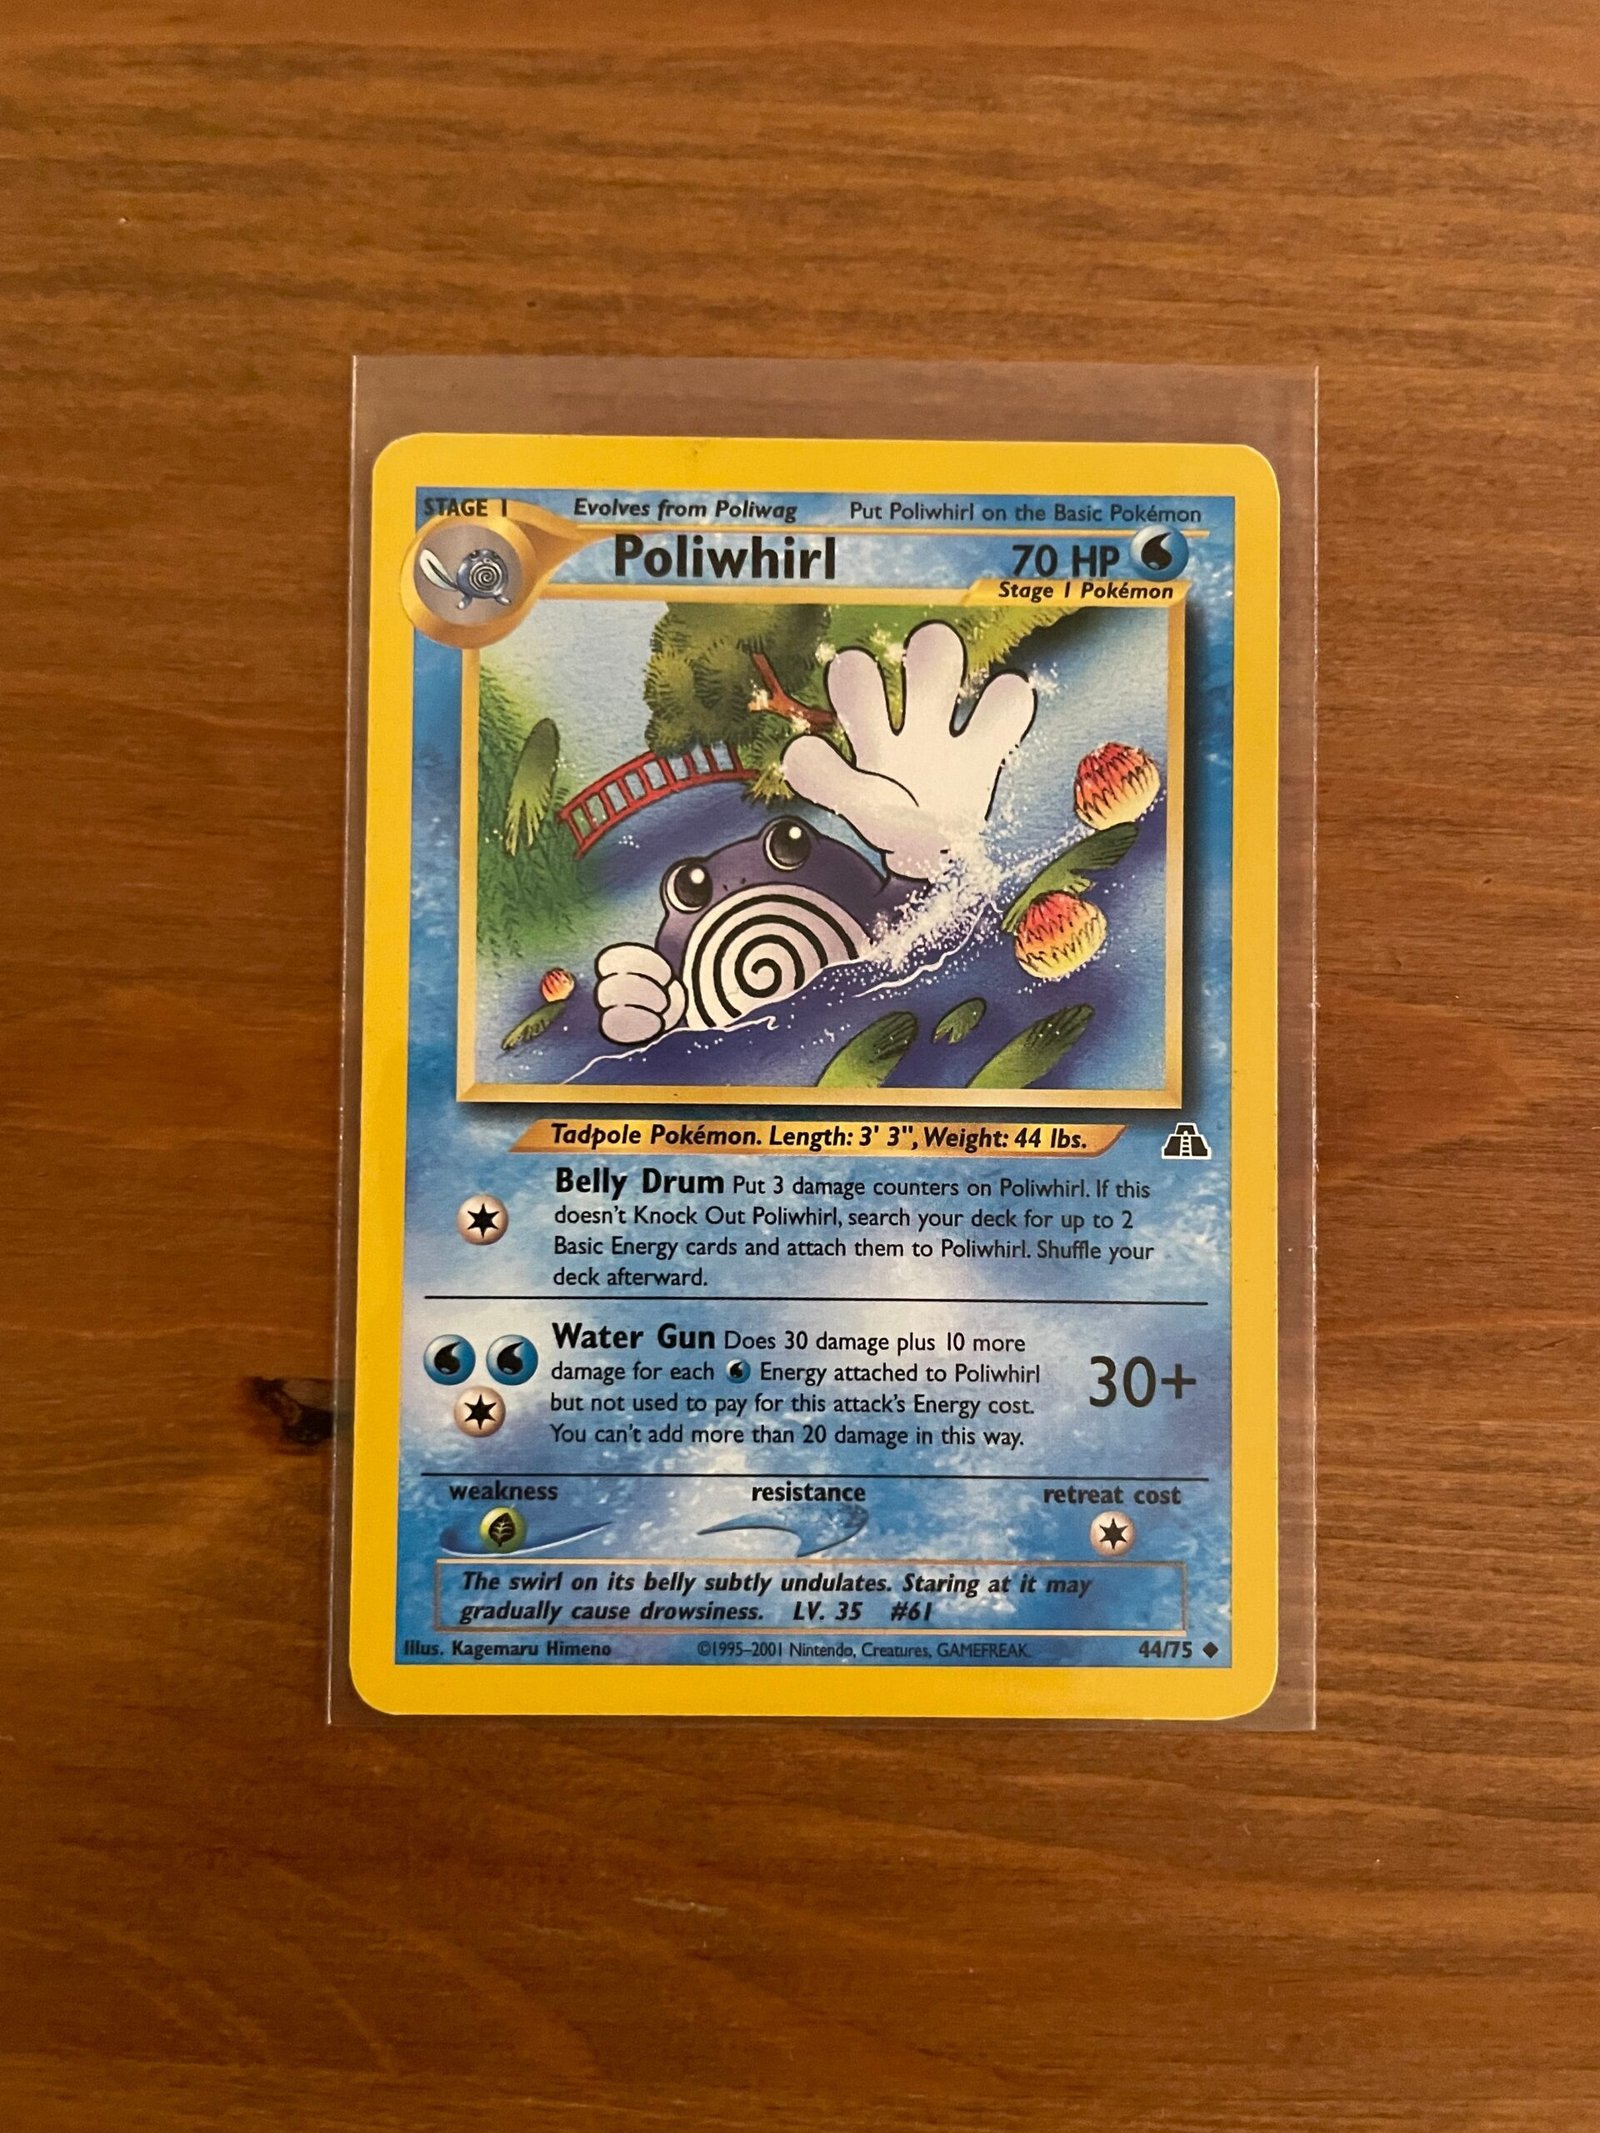 STAGE 1 Evolves from Poliwag Put Poliwhirl on the Basic Pokémon
Poliwhirl 70 HP
Stage 1 Pokémon
Tadpole Pokémon. Length: 3' 3", Weight: 44 lbs.
Belly Drum Put 3 damage counters on Poliwhirl. If this
doesn't Knock Out Poliwhirl, search your deck for up to 2
Basic Energy cards and attach them to Poliwhirl. Shuffle your
deck afterward.
Water Gun Does 30 damage plus 10 more
damage for each Energy attached to Poliwhirl
but not used to pay for this attack's Energy cost.
You can't add more than 20 damage in this way.
30+
weakness resistance retreat cost
The swirl on its belly subtly undulates. Staring at it may
gradually cause drowsiness. LV. 35 #61
Illus. Kagemaru Himeno ©1995–2001 Nintendo, Creatures, GAMEFREAK. 44/75